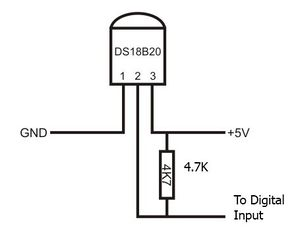 DS18B20
1 2 3
GND
+5V
4K7
4.7K
To Digital
Input